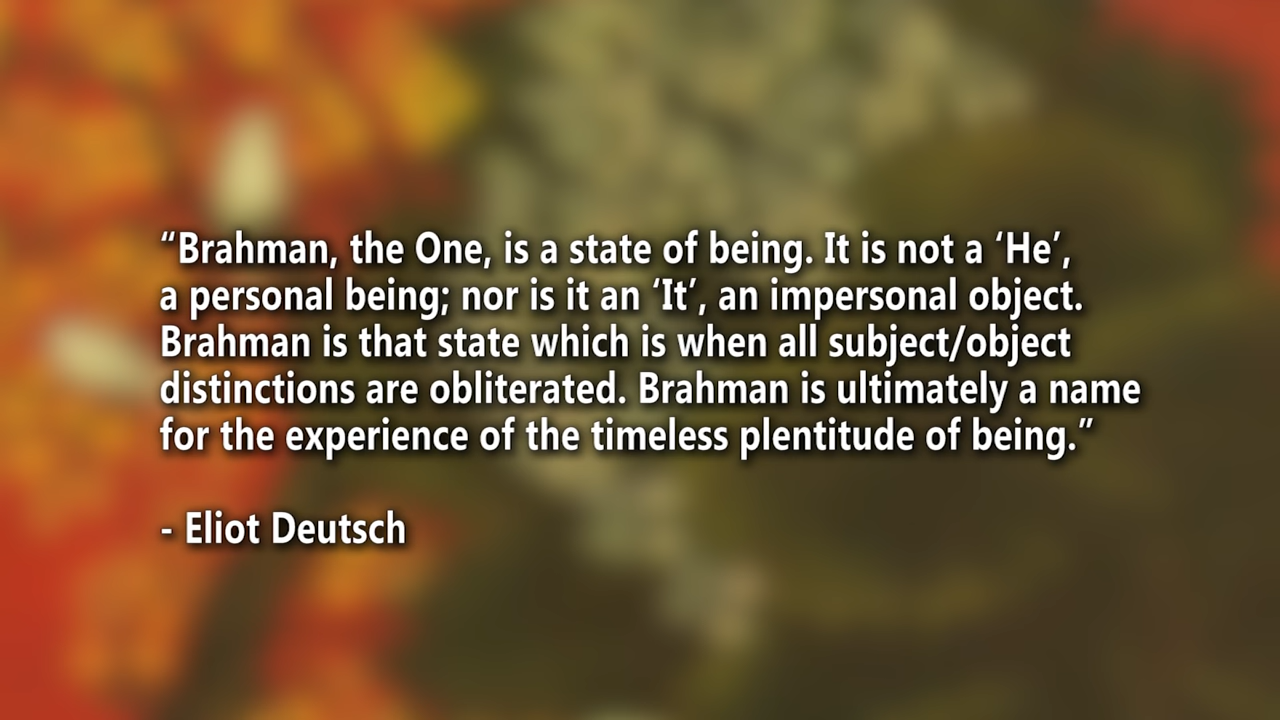 “Brahman, the One, is a state of being. It is not a ‘He’,
a personal being; nor is it an ‘It’, an impersonal object.
Brahman is that state which is when all subject/object
distinctions are obliterated. Brahman is ultimately a name
for the experience of the timeless plentitude of being.”
- Eliot Deutsch